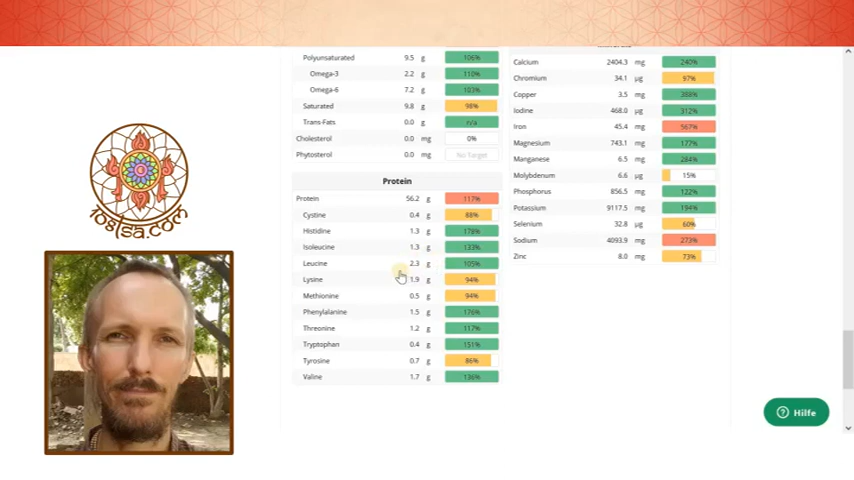 Polyunsaturated 9.5 g 106%
Omega-3 2.2 g 110%
Omega-6 7.2 g 103%
Saturated 9.8 g 98%
Trans-Fats 0.0 g n/a
Cholesterol 0.0 mg 0%
Phytosterol 0.0 mg No Target
Protein
Protein 56.2 g 117%
Cystine 0.4 g 88%
Histidine 1.3 g 178%
Isoleucine 1.3 g 133%
Leucine 2.3 g 105%
Lysine 1.9 g 94%
Methionine 0.5 g 94%
Phenylalanine 1.5 g 176%
Threonine 1.2 g 117%
Tryptophan 0.4 g 151%
Tyrosine 0.7 g 86%
Valine 1.7 g 136%
Calcium 2404.3 mg 240%
Chromium 34.1 µg 97%
Copper 3.5 mg 388%
Iodine 468.0 µg 312%
Iron 45.4 mg 567%
Magnesium 743.1 mg 177%
Manganese 6.5 mg 284%
Molybdenum 6.6 µg 15%
Phosphorus 856.5 mg 122%
Potassium 9117.5 mg 194%
Selenium 32.8 µg 60%
Sodium 4093.9 mg 273%
Zinc 8.0 mg 73%
108lsa.com
Hilfe